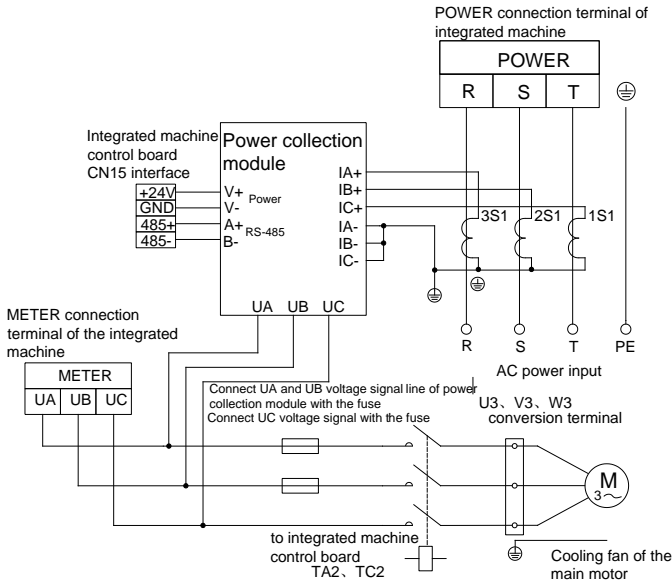 POWER connection terminal of
integrated machine
POWER
R S T
Integrated machine
control board
CN15 interface
Power collection
module
+24V V+ Power
GND V-
485+ A+ RS-485
485- B-
IA+
IB+
IC+
IA-
IB-
IC-
3S1 2S1 1S1
UA UB UC
METER connection
terminal of the integrated
machine
METER
UA UB UC
R S T PE
AC power input
Connect UA and UB voltage signal line of power
collection module with the fuse
Connect UC voltage signal with the fuse
U3、V3、W3
conversion terminal
M
3～
to integrated machine
control board
TA2、TC2
Cooling fan of the
main motor